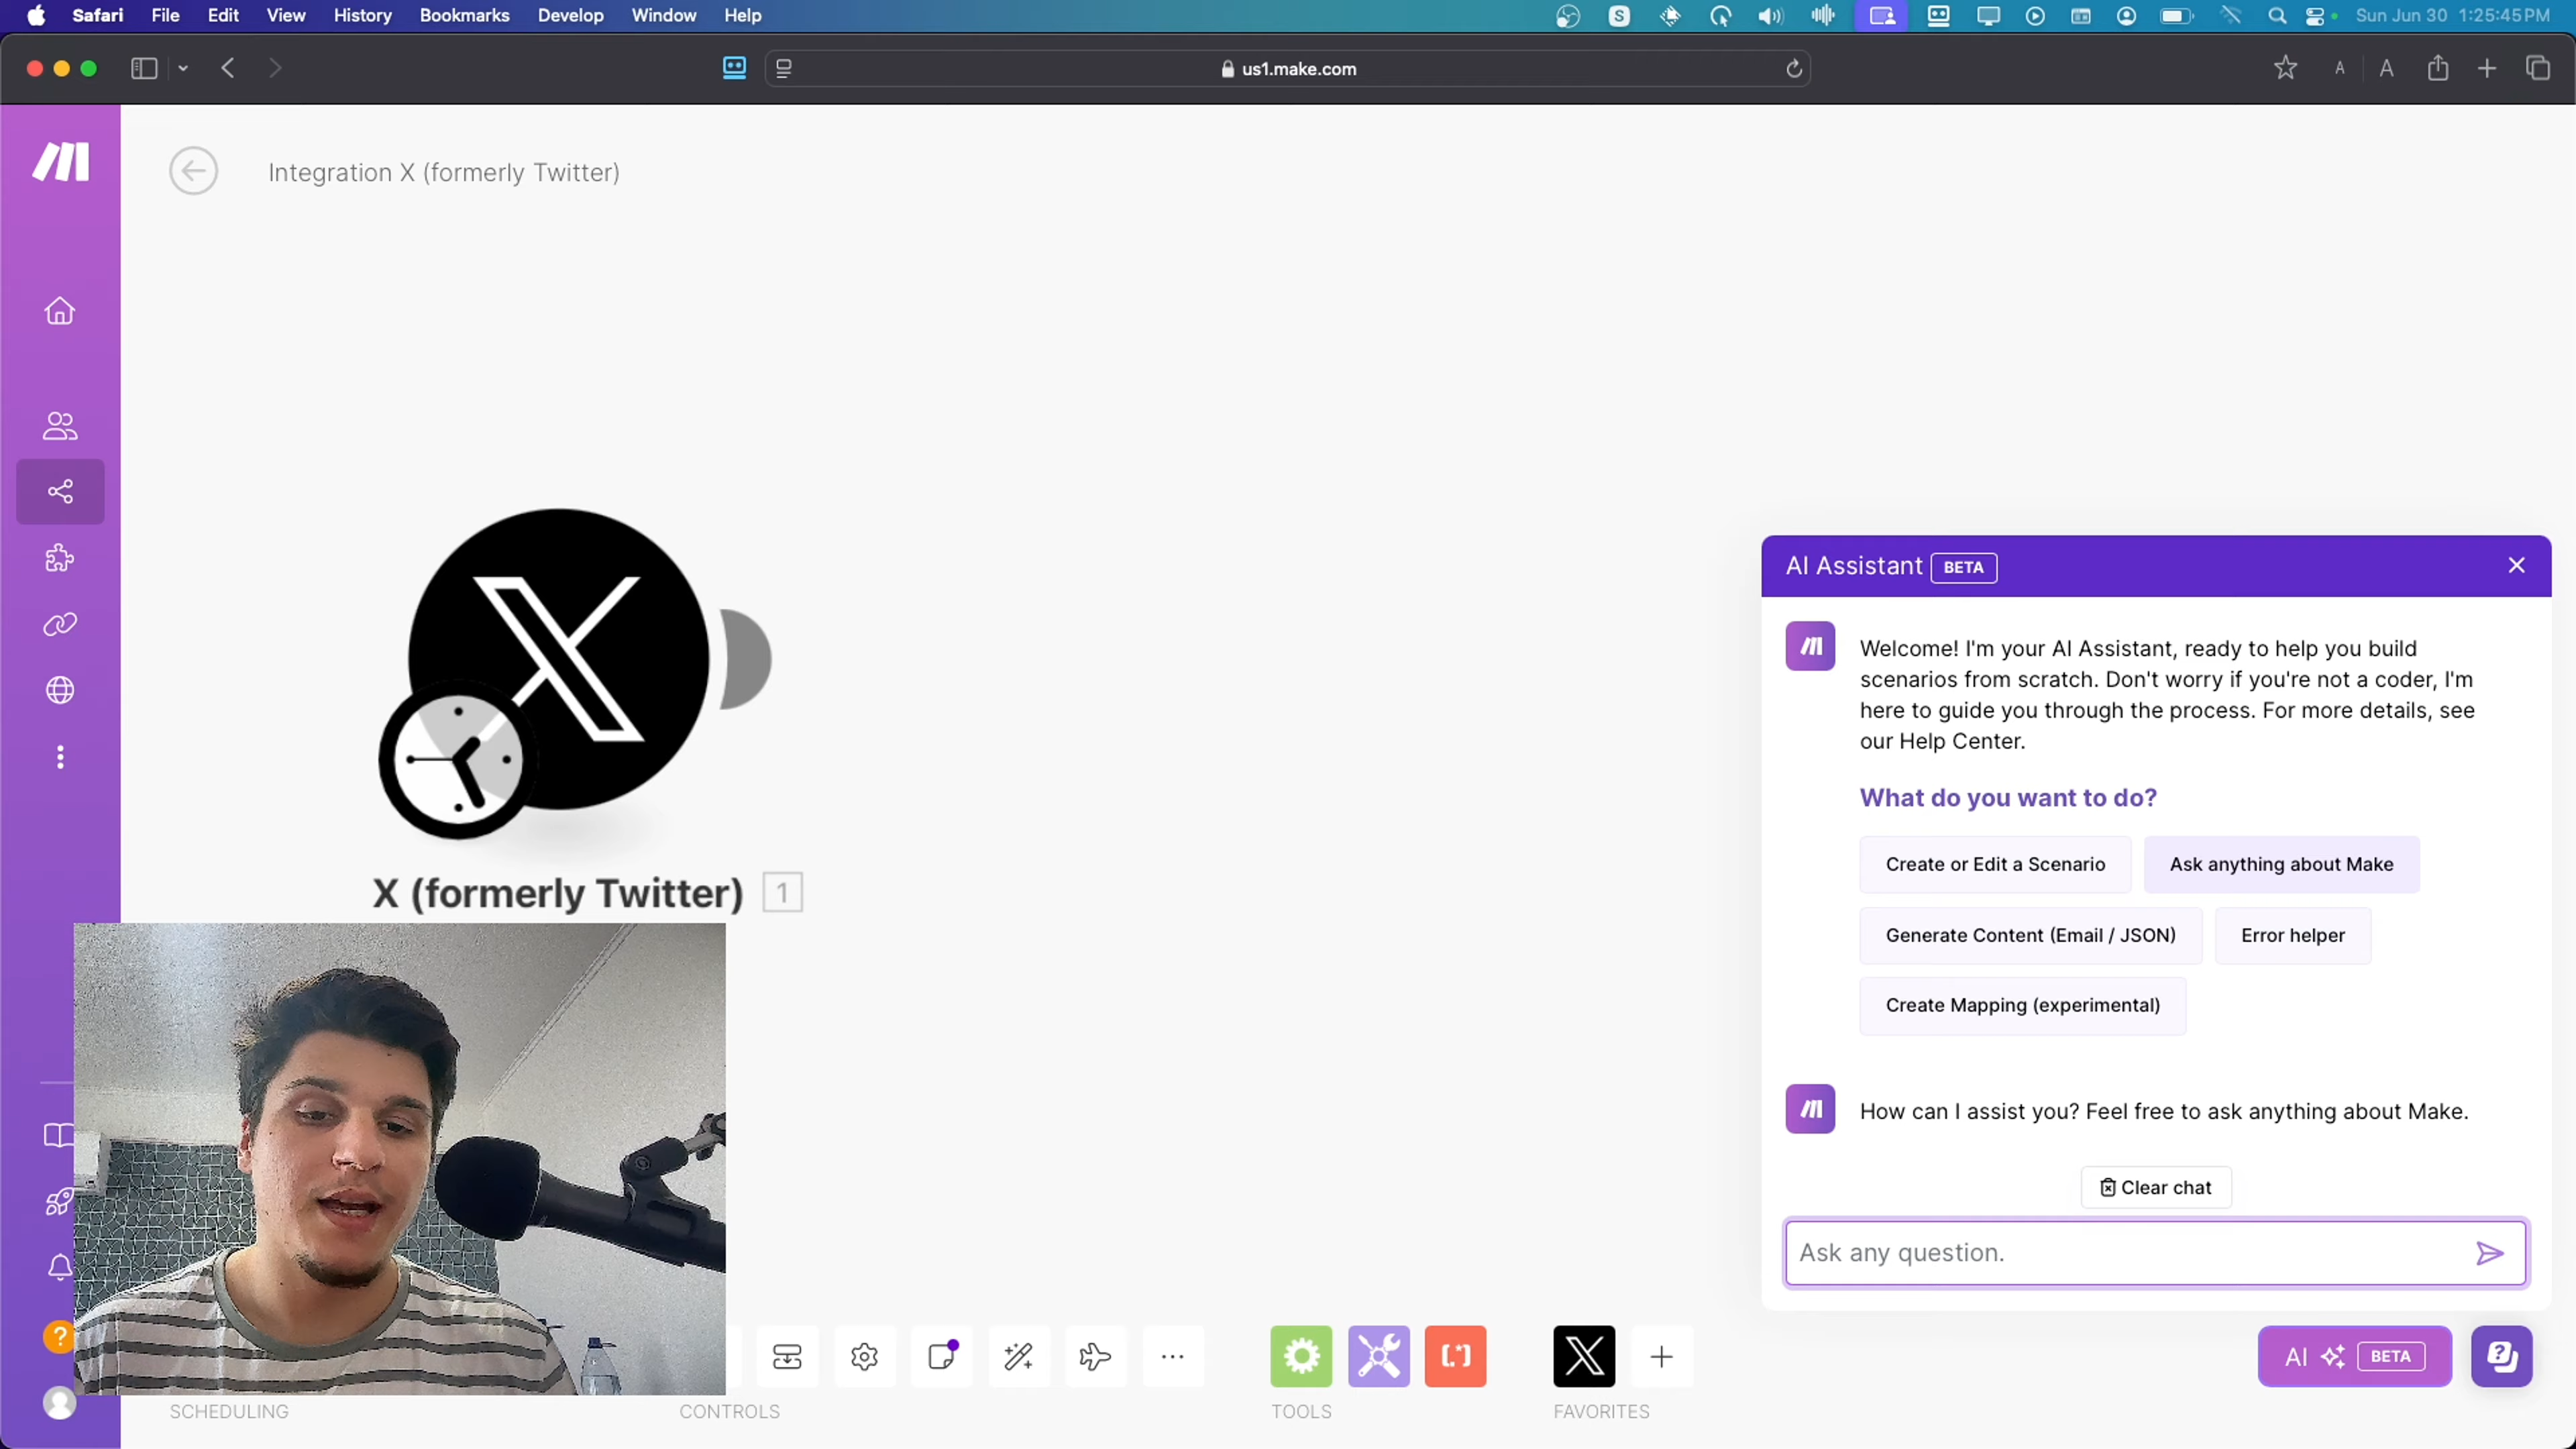 Safari File Edit View History Bookmarks Develop Window Help
S
Sun Jun 30 1:25:45 PM
us1.make.com
A A
Integration X (formerly Twitter)
X (formerly Twitter) 1
AI Assistant BETA
Welcome! I'm your AI Assistant, ready to help you build
scenarios from scratch. Don't worry if you're not a coder, I'm
here to guide you through the process. For more details, see
our Help Center.
What do you want to do?
Create or Edit a Scenario
Ask anything about Make
Generate Content (Email / JSON)
Error helper
Create Mapping (experimental)
How can I assist you? Feel free to ask anything about Make.
Clear chat
Ask any question.
AI BETA
SCHEDULING
CONTROLS
TOOLS
FAVORITES